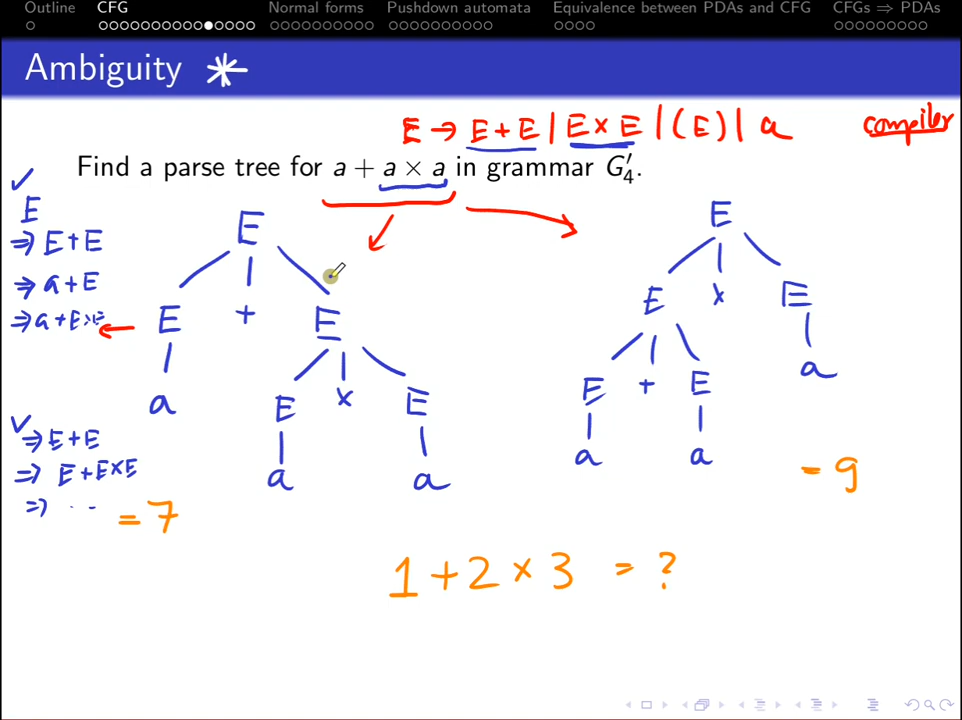 Outline CFG Normal forms Pushdown automata Equivalence between PDAs and CFG CFGs ⇒ PDAs
Ambiguity *
E → E + E | E × E | (E) | a
compiler
Find a parse tree for a + a × a in grammar G′₄.
E
⇒ E + E
⇒ a + E
⇒ a + E × E
⇒ E + E
⇒ E + E × E
⇒ ...
= 7
E
E + E
a E × E
a a
E
E × E
E + E a
a a
= 9
1 + 2 × 3 = ?